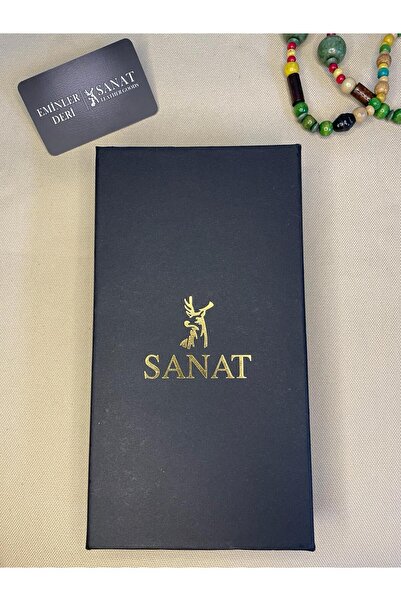 EMİNLER
DERİ
SANAT
LEATHER GOODS
SANAT